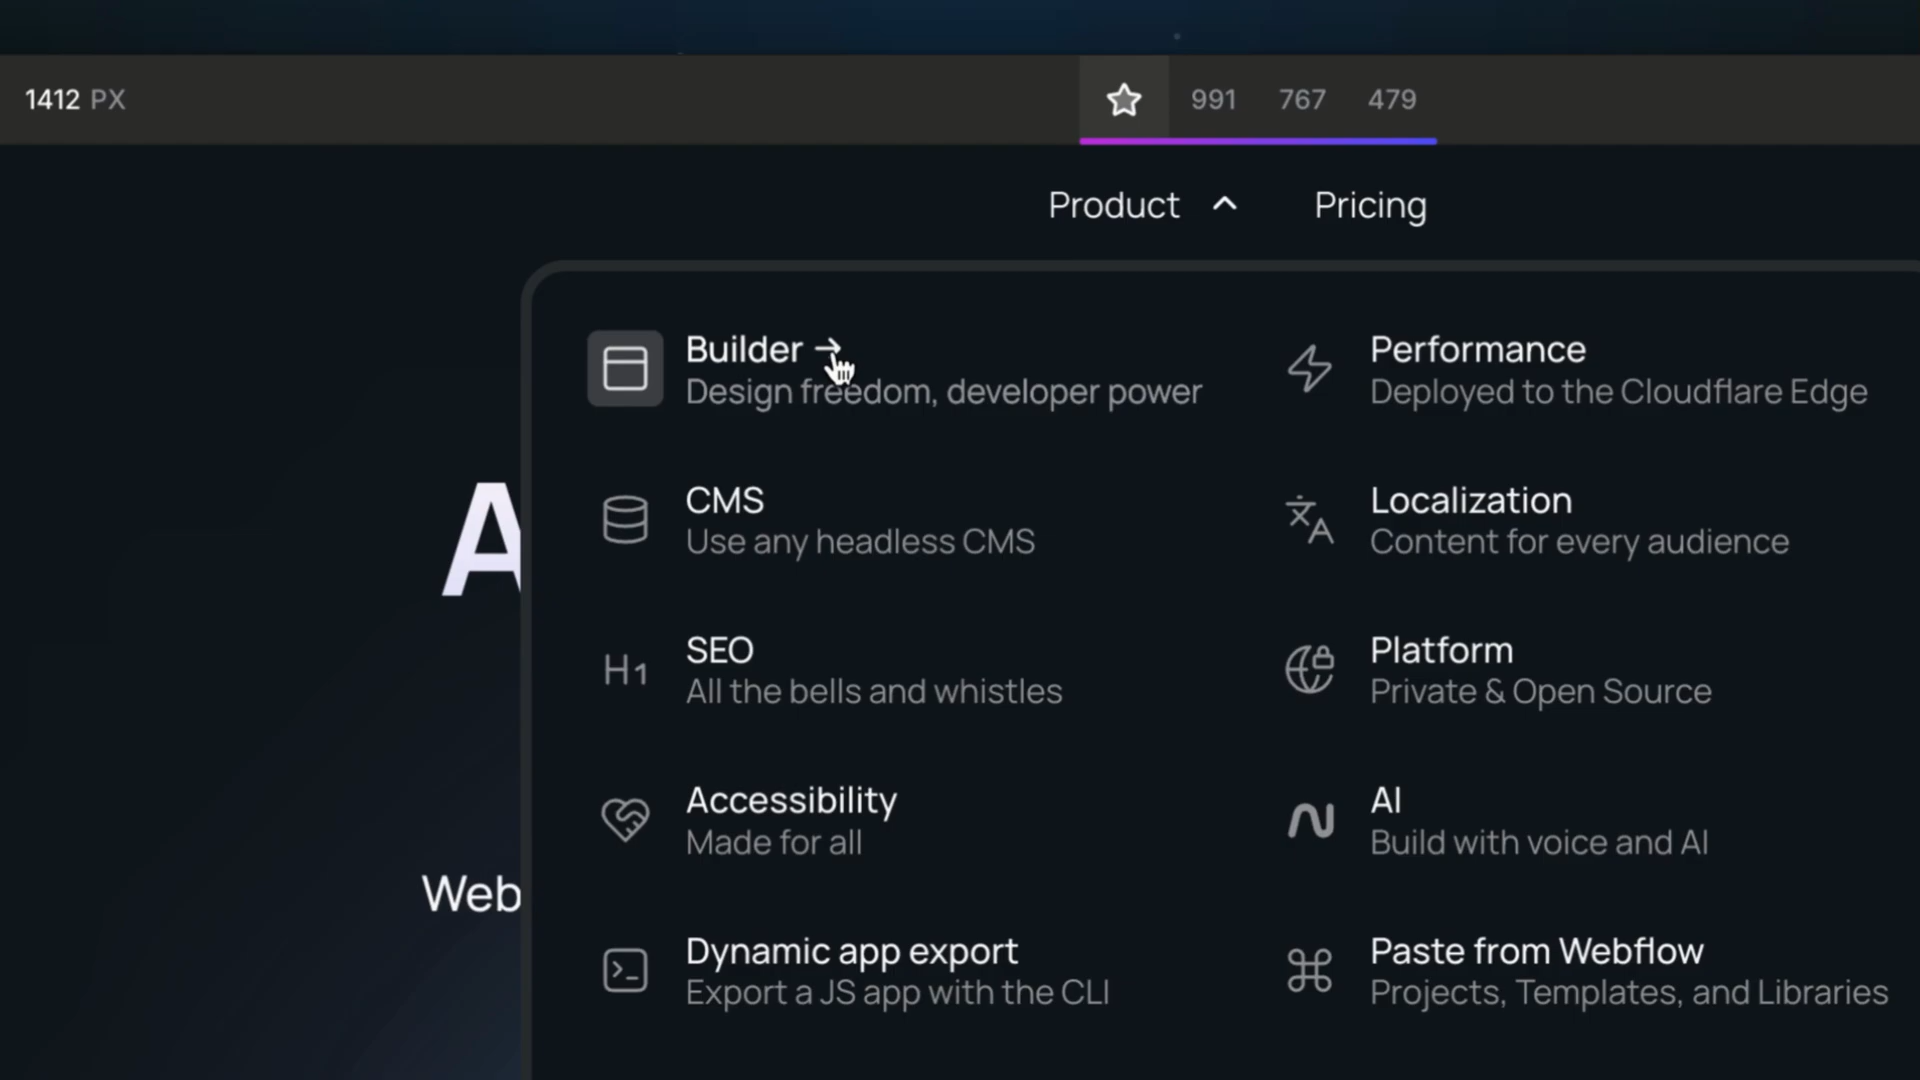 1412 PX
991 767 479
Product Pricing
Builder →
Design freedom, developer power
Performance
Deployed to the Cloudflare Edge
CMS
Use any headless CMS
Localization
Content for every audience
H1
SEO
All the bells and whistles
Platform
Private & Open Source
Accessibility
Made for all
AI
Build with voice and AI
Dynamic app export
Export a JS app with the CLI
Paste from Webflow
Projects, Templates, and Libraries
A
Web